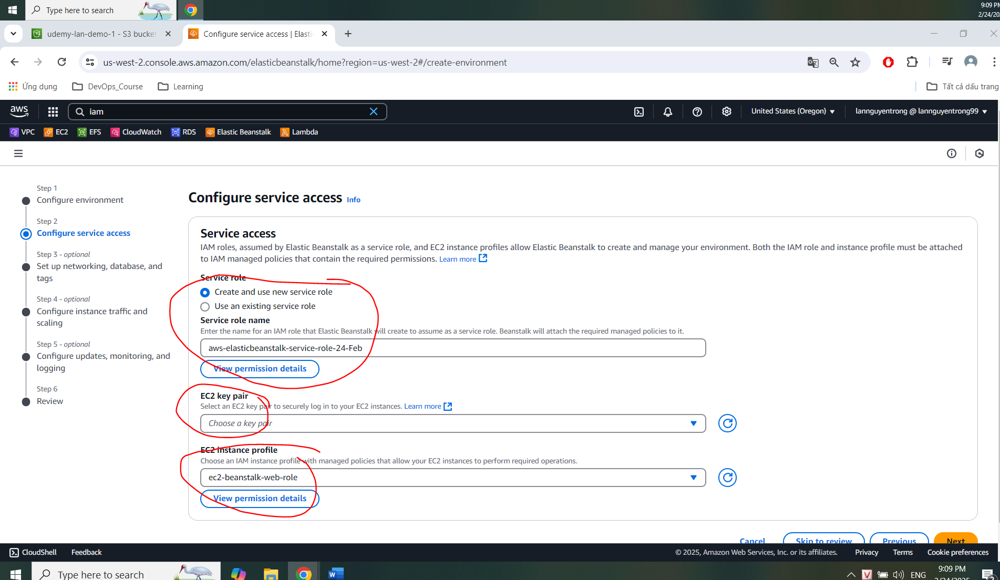 Type here to search
9:09 PM
2/24/20
udemy-lan-demo-1 - S3 bucket
Configure service access | Elasti
us-west-2.console.aws.amazon.com/elasticbeanstalk/home?region=us-west-2#/create-environment
Ứng dụng
DevOps_Course
Learning
Tất cả dấu trang
aws
iam
United States (Oregon)
lannguyentrong @ lannguyentrong99
VPC
EC2
EFS
CloudWatch
RDS
Elastic Beanstalk
Lambda
Step 1
Configure environment
Step 2
Configure service access
Step 3 - optional
Set up networking, database, and
tags
Step 4 - optional
Configure instance traffic and
scaling
Step 5 - optional
Configure updates, monitoring, and
logging
Step 6
Review
Configure service access Info
Service access
IAM roles, assumed by Elastic Beanstalk as a service role, and EC2 instance profiles allow Elastic Beanstalk to create and manage your environment. Both the IAM role and instance profile must be attached
to IAM managed policies that contain the required permissions. Learn more
Service role
Create and use new service role
Use an existing service role
Service role name
Enter the name for an IAM role that Elastic Beanstalk will create to assume as a service role. Beanstalk will attach the required managed policies to it.
aws-elasticbeanstalk-service-role-24-Feb
View permission details
EC2 key pair
Select an EC2 key pair to securely log in to your EC2 instances. Learn more
Choose a key pair
EC2 instance profile
Choose an IAM instance profile with managed policies that allow your EC2 instances to perform required operations.
ec2-beanstalk-web-role
View permission details
Cancel
Skip to review
Previous
Next
CloudShell
Feedback
© 2025, Amazon Web Services, Inc. or its affiliates.
Privacy
Terms
Cookie preferences
Type here to search
ENG
9:09 PM
2/24/2025